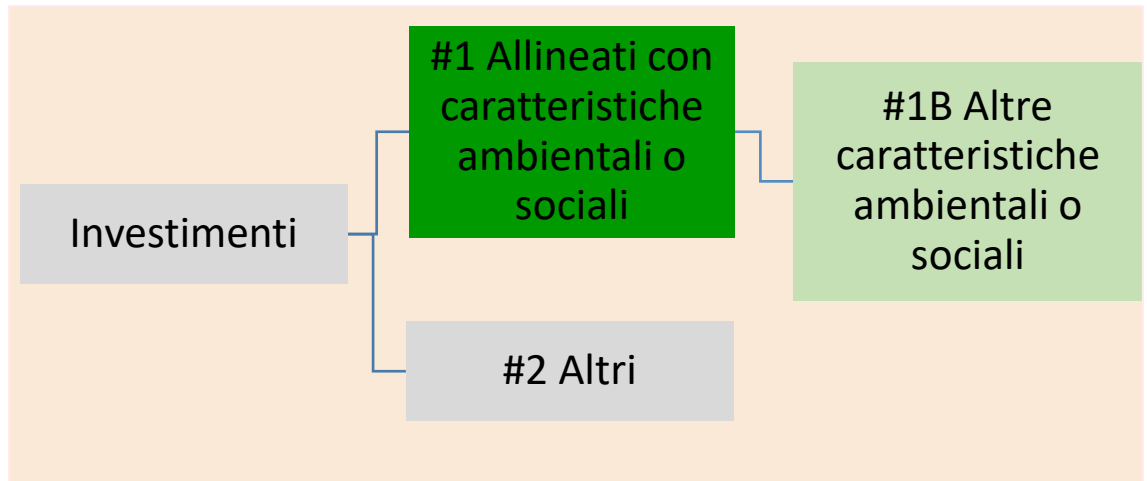 #1 Allineati con
caratteristiche
ambientali o
sociali
#1B Altre
caratteristiche
ambientali o
sociali
Investimenti
#2 Altri